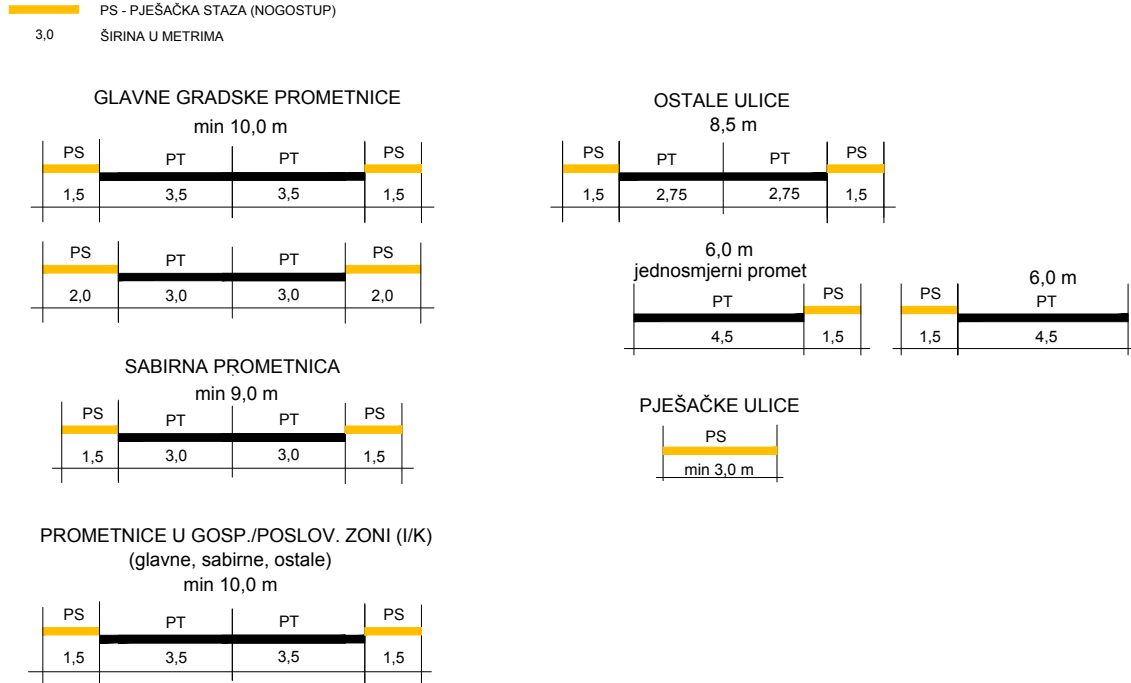 PS - PJEŠAČKA STAZA (NOGOSTUP)
3,0 ŠIRINA U METRIMA
GLAVNE GRADSKE PROMETNICE
min 10,0 m
PS PT PT PS
1,5 3,5 3,5 1,5
PS PT PT PS
2,0 3,0 3,0 2,0
SABIRNA PROMETNICA
min 9,0 m
PS PT PT PS
1,5 3,0 3,0 1,5
PROMETNICE U GOSP./POSLOV. ZONI (I/K)
(glavne, sabirne, ostale)
min 10,0 m
PS PT PT PS
1,5 3,5 3,5 1,5
OSTALE ULICE
8,5 m
PS PT PT PS
1,5 2,75 2,75 1,5
6,0 m
jednosmjerni promet
PT PS
4,5 1,5
6,0 m
PS PT
1,5 4,5
PJEŠAČKE ULICE
PS
min 3,0 m